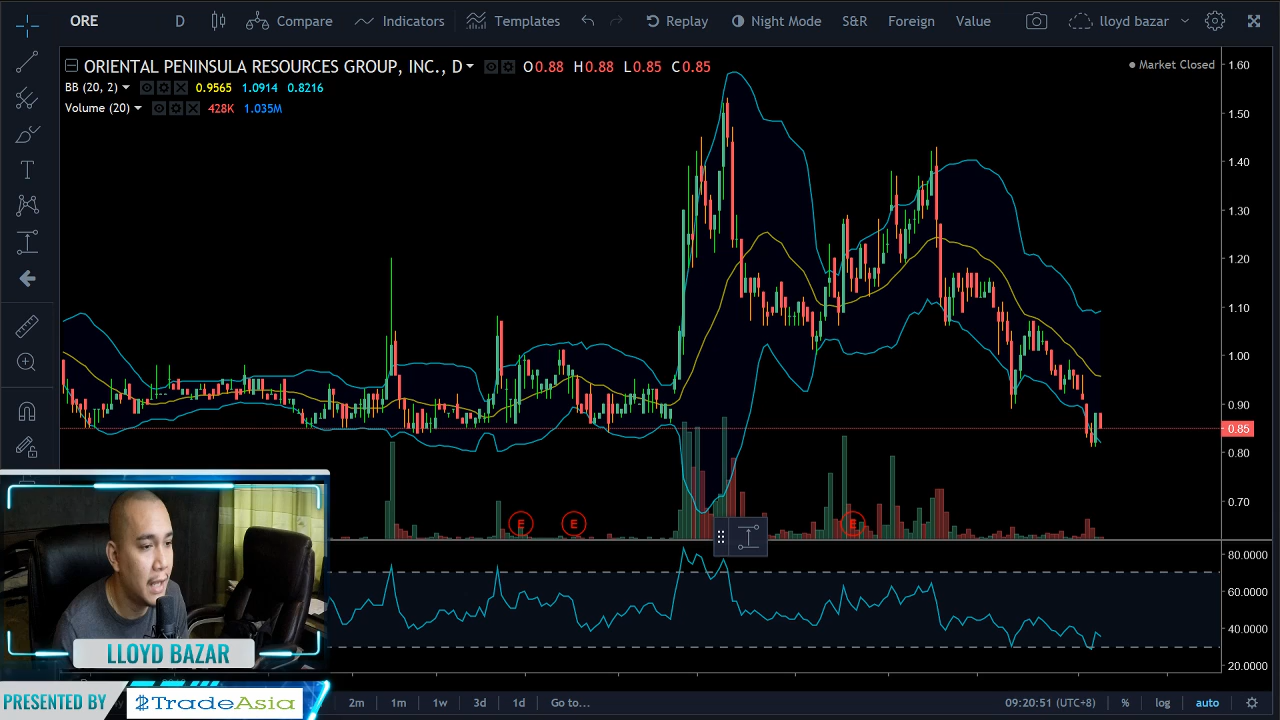 ORE D Compare Indicators Templates Replay Night Mode S&R Foreign Value lloyd bazar
ORIENTAL PENINSULA RESOURCES GROUP, INC., D O0.88 H0.88 L0.85 C0.85
Market Closed
BB (20, 2) 0.9565 1.0914 0.8216
Volume (20) 428K 1.035M
1.60
1.50
1.40
1.30
1.20
1.10
1.00
0.90
0.85
0.80
0.70
E E E
80.0000
60.0000
40.0000
20.0000
LLOYD BAZAR
PRESENTED BY TradeAsia
2m 1m 1w 3d 1d Go to... 09:20:51 (UTC+8) % log auto